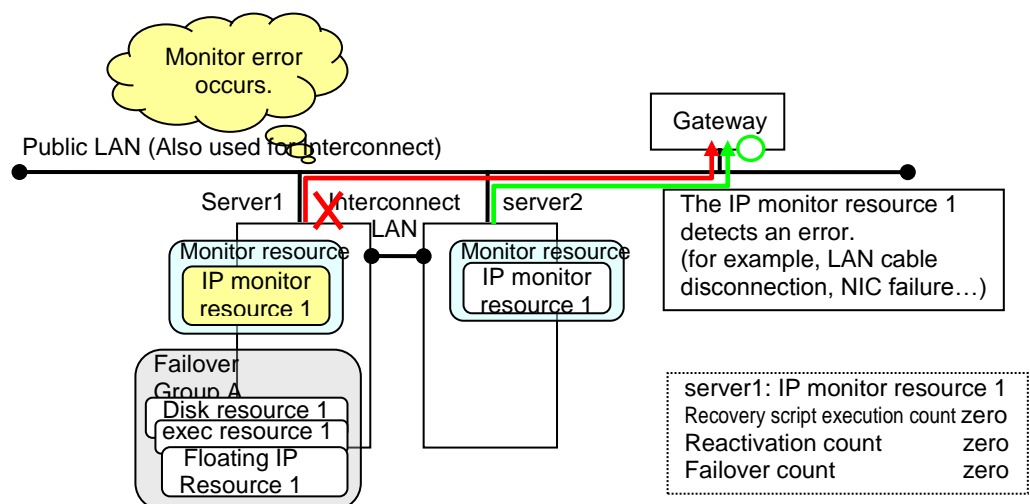 Monitor error
occurs.
Gateway
Public LAN (Also used for Interconnect)
Server1
Interconnect
LAN
server2
The IP monitor resource 1
detects an error.
(for example, LAN cable
disconnection, NIC failure…)
Monitor resource
IP monitor
resource 1
Monitor resource
IP monitor
resource 1
Failover
Group A
Disk resource 1
exec resource 1
Floating IP
Resource 1
server1: IP monitor resource 1
Recovery script execution count zero
Reactivation count zero
Failover count zero